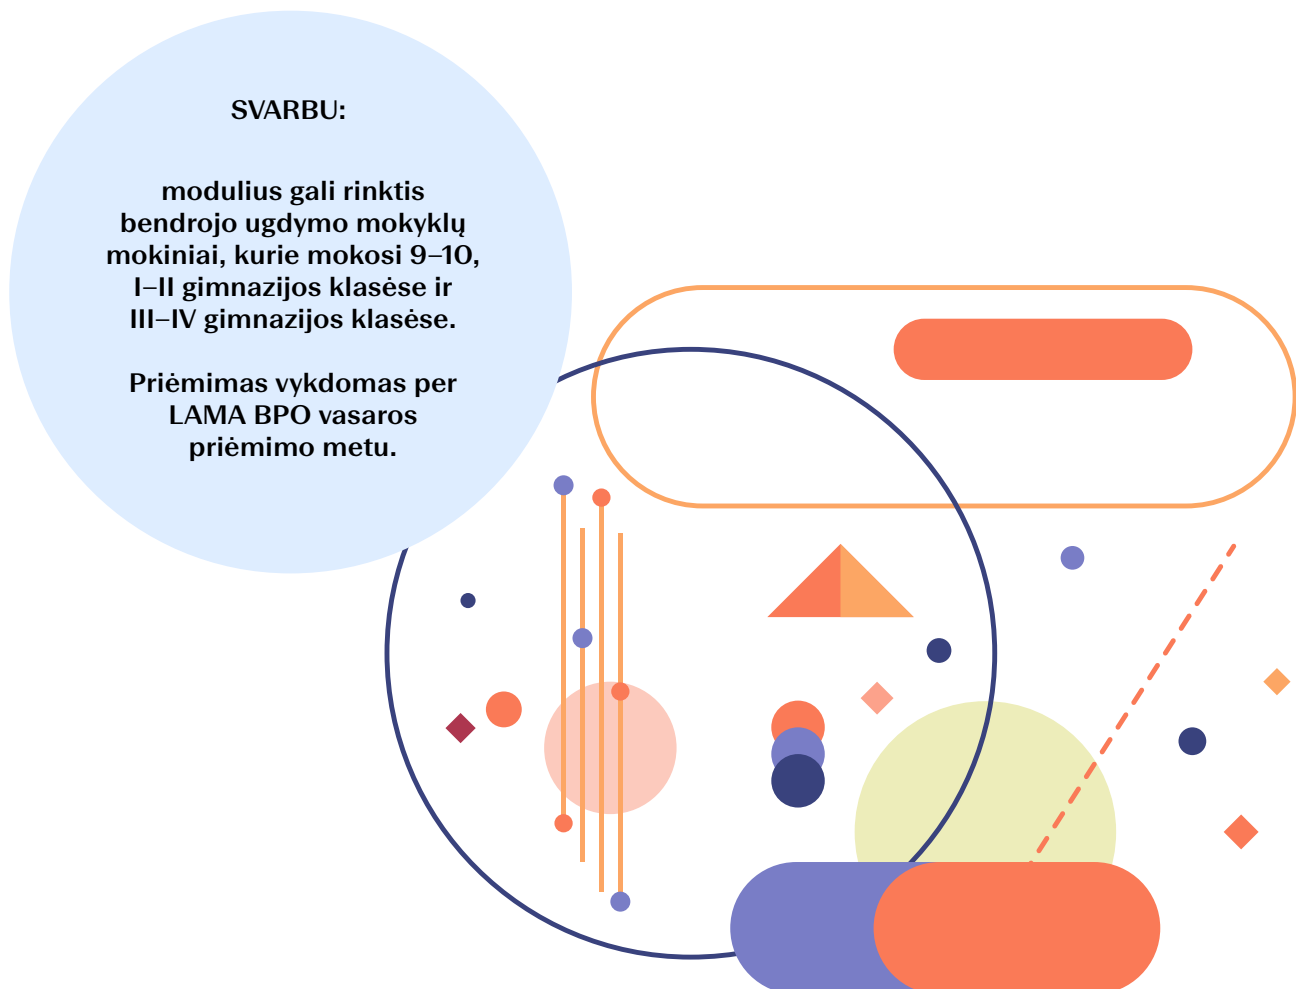 SVARBU:
modulius gali rinktis
bendrojo ugdymo mokyklų
mokiniai, kurie mokosi 9–10,
I–II gimnazijos klasėse ir
III–IV gimnazijos klasėse.
Priėmimas vykdomas per
LAMA BPO vasaros
priėmimo metu.